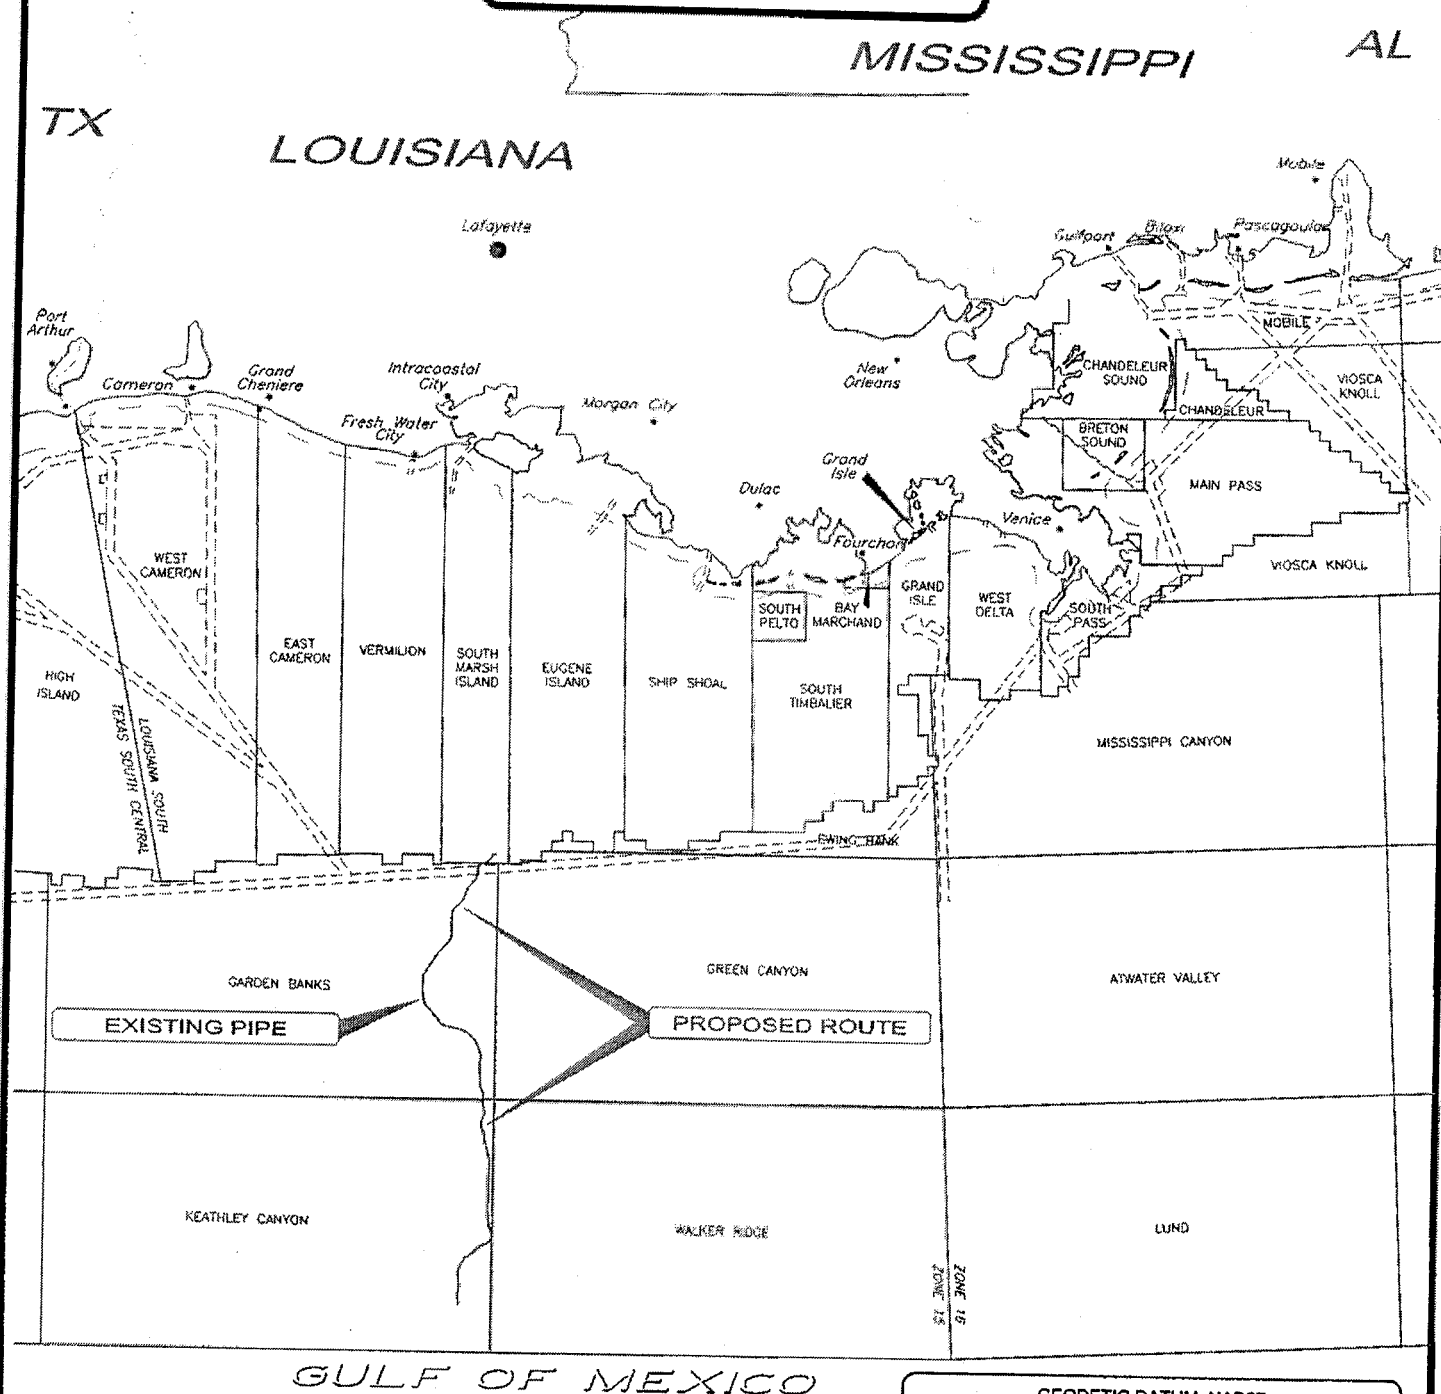 MISSISSIPPI
AL
TX
LOUISIANA
Mobile
Lafayette
Gulfport
Biloxi
Pascagoula
Port
Arthur
MOBILE
Cameron
Grand
Cheniere
Intracoastal
City
New
Orleans
CHANDELEUR
SOUND
VIOSCA
KNOLL
Fresh Water
City
Morgan City
CHANDELEUR
BRETON
SOUND
Grand
Isle
Dulac
MAIN PASS
Venice
Fourchon
WEST
CAMERON
VIOSCA KNOLL
GRAND
ISLE
WEST
DELTA
SOUTH
PASS
SOUTH
PELTO
BAY
MARCHAND
EAST
CAMERON
VERMILION
SOUTH
MARSH
ISLAND
EUGENE
ISLAND
SHIP SHOAL
SOUTH
TIMBALIER
HIGH
ISLAND
LOUISIANA SOUTH
TEXAS SOUTH CENTRAL
MISSISSIPPI CANYON
EWING BANK
GARDEN BANKS
GREEN CANYON
ATWATER VALLEY
EXISTING PIPE
PROPOSED ROUTE
KEATHLEY CANYON
WALKER RIDGE
LUND
ZONE 16
ZONE 15
GULF OF MEXICO